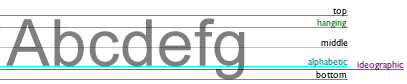 Abcdefg
top
hanging
middle
alphabetic
ideographic
bottom